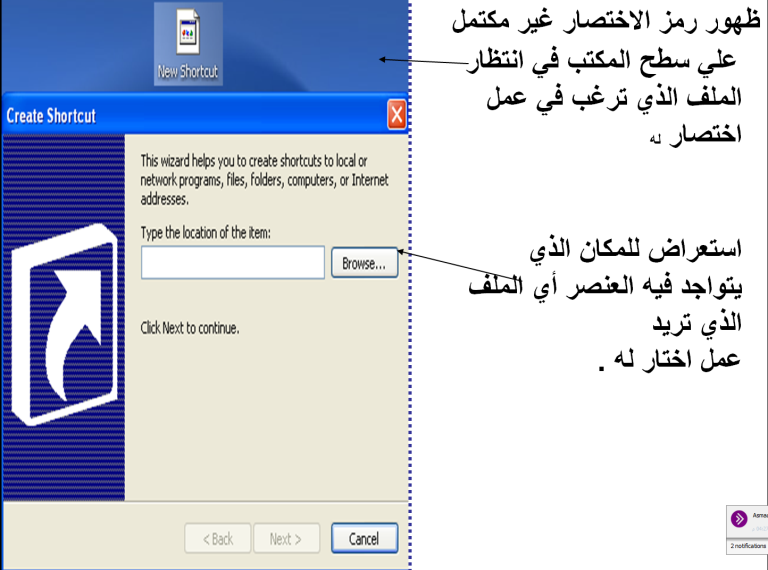 New Shortcut
Create Shortcut
This wizard helps you to create shortcuts to local or
network programs, files, folders, computers, or Internet
addresses.
Type the location of the item:
Browse...
Click Next to continue.
< Back
Next >
Cancel
ظهور رمز الاختصار غير مكتمل
علي سطح المكتب في انتظار
الملف الذي ترغب في عمل
اختصار له
استعراض للمكان الذي
يتواجد فيه العنصر أي الملف
الذي تريد
عمل اختار له .
2 notifications